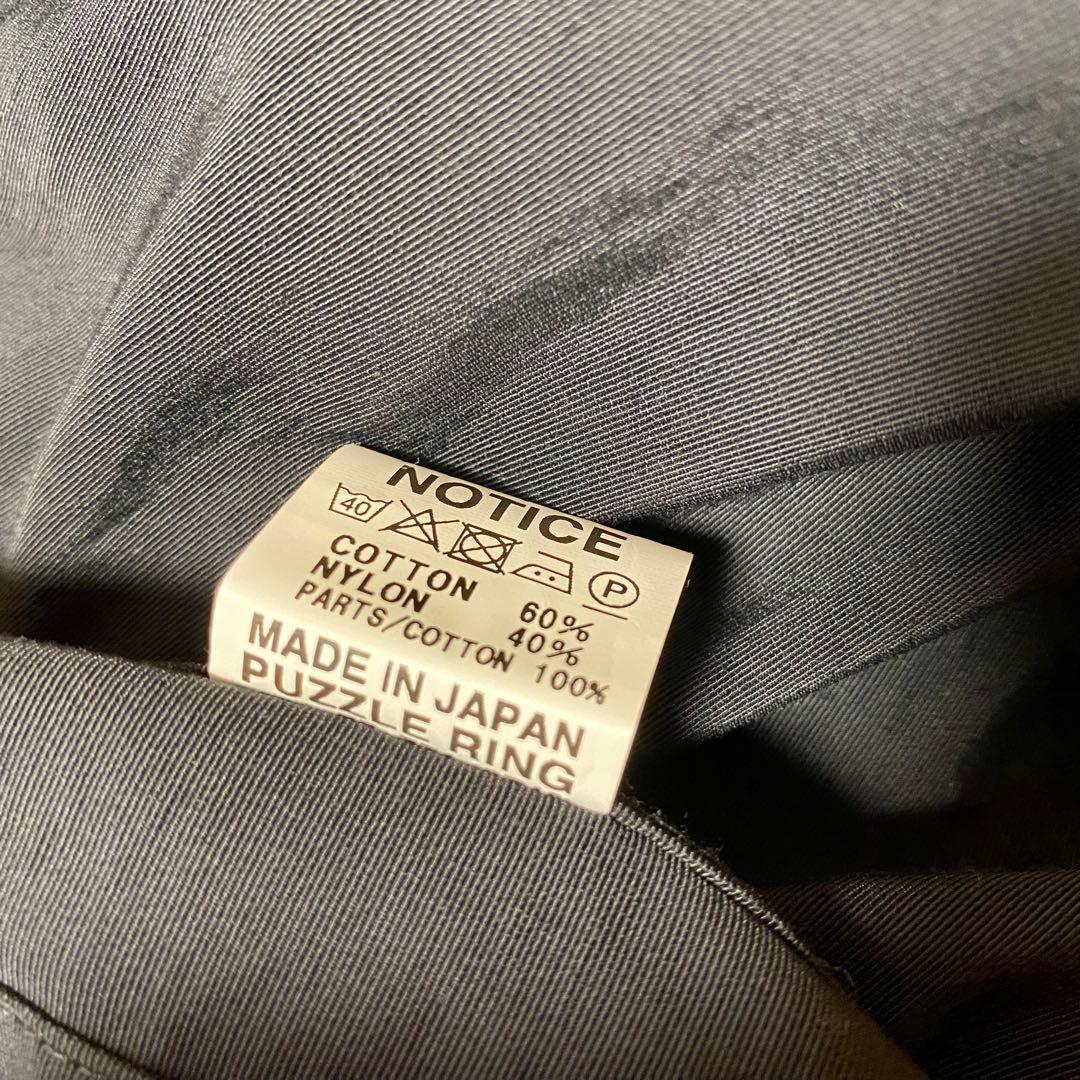 NOTICE
40 P
COTTON 60%
NYLON 40%
PARTS/COTTON 100%
MADE IN JAPAN
PUZZLE RING